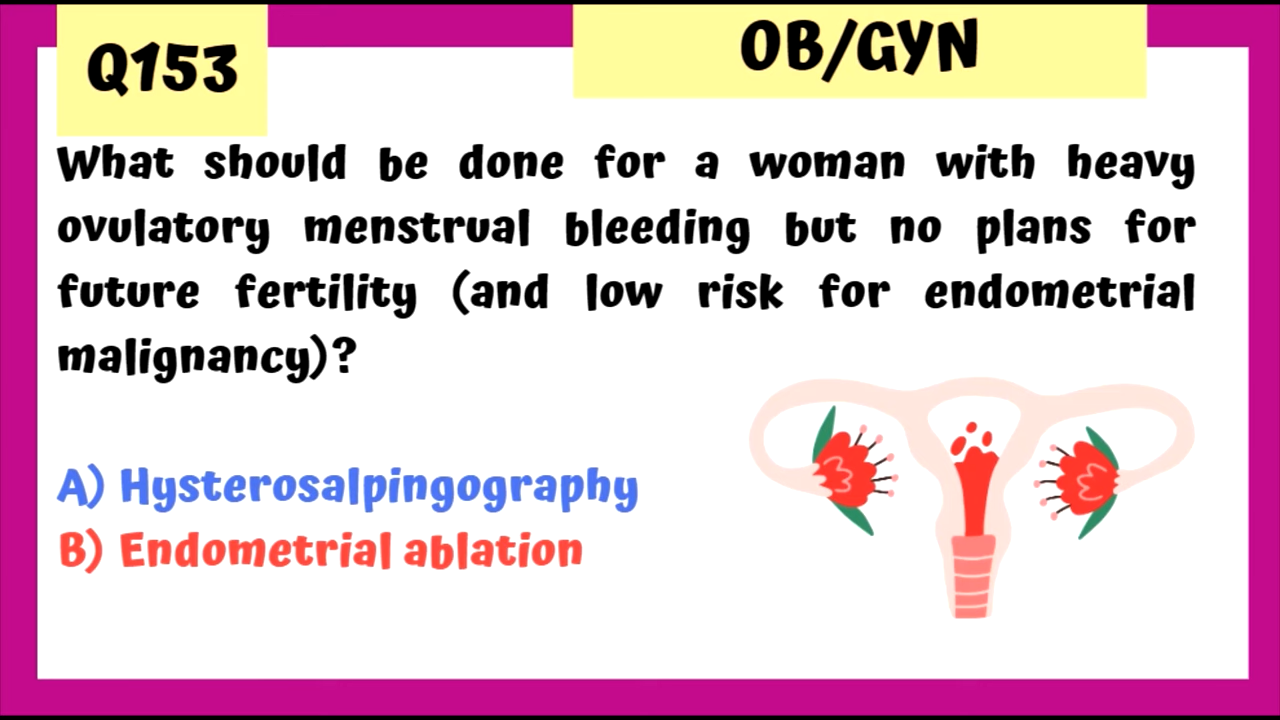 Q153
OB/GYN
What should be done for a woman with heavy
ovulatory menstrual bleeding but no plans for
future fertility (and low risk for endometrial
malignancy)?
A) Hysterosalpingography
B) Endometrial ablation